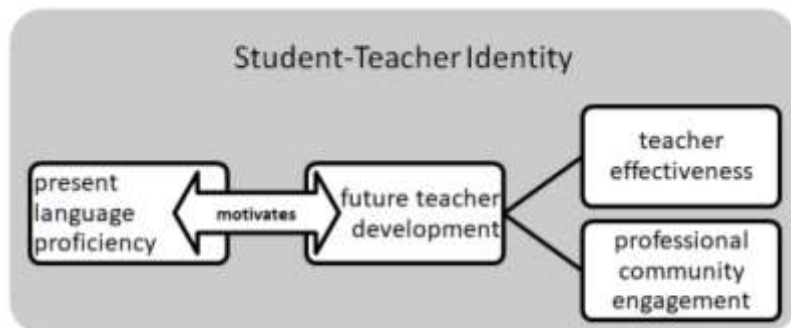 Student-Teacher Identity
present
language
proficiency
motivates
future teacher
development
teacher
effectiveness
professional
community
engagement